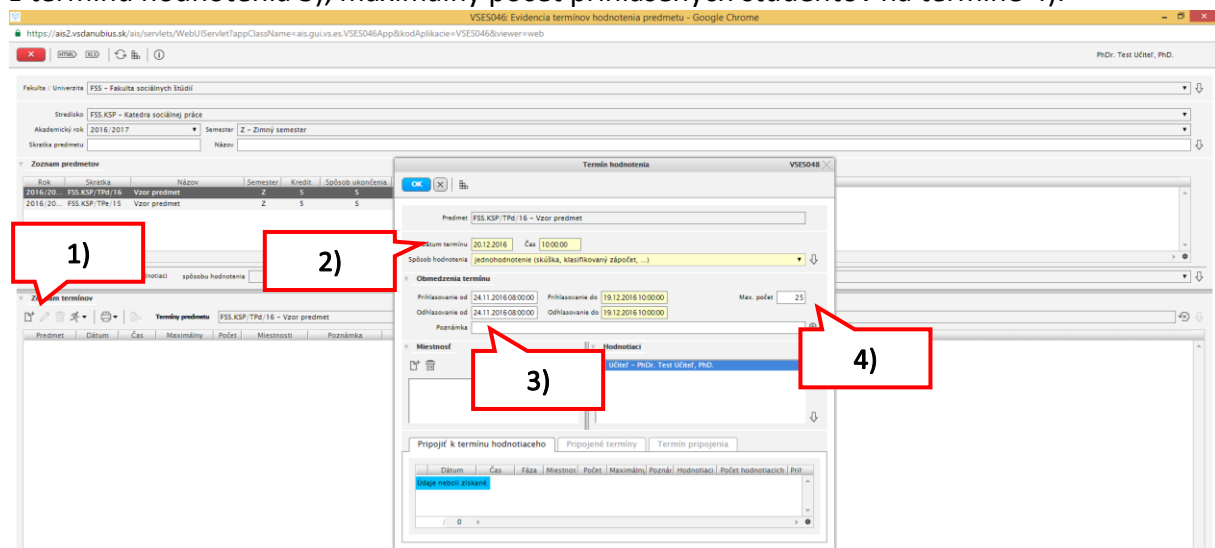 VSES046: Evidencia termínov hodnotenia predmetu - Google Chrome
https://ais2.vsdanubius.sk/ais/servlets/WebUIServlet?appClassName=ais.gui.vs.es.VSES046App&kodAplikacie=VSES046&viewer=web
HTML XLS PhDr. Test Učiteľ, PhD.
Fakulta / Univerzita FSS – Fakulta sociálnych štúdií
Stredisko FSS.KSP – Katedra sociálnej práce
Akademický rok 2016/2017 Semester Z – Zimný semester
Skratka predmetu Názov
Zoznam predmetov
Rok Skratka Názov Semester Kredit Spôsob ukončenia
2016/20... FSS.KSP/TPd/16 Vzor predmet Z 5 S
2016/20... FSS.KSP/TPe/15 Vzor predmet Z 5 S
1)
spôsobu hodnotenia
Zoznam termínov
Termíny predmetu FSS.KSP/TPd/16 – Vzor predmet
Predmet Dátum Čas Maximálny Počet Miestnosti Poznámka
Termín hodnotenia VSES048
OK
Predmet FSS.KSP/TPd/16 – Vzor predmet
2)
Dátum termínu 20.12.2016 Čas 10:00:00
Spôsob hodnotenia jednohodnotenie (skúška, klasifikovaný zápočet, ...)
Obmedzenia termínu
Prihlasovanie od 24.11.2016 08:00:00 Prihlasovanie do 19.12.2016 10:00:00 Max. počet 25
Odhlasovanie od 24.11.2016 08:00:00 Odhlasovanie do 19.12.2016 10:00:00
Poznámka
Miestnosť Hodnotiaci
Učiteľ – PhDr. Test Učiteľ, PhD.
3)
4)
Pripojiť k termínu hodnotiaceho Pripojené termíny Termín pripojenia
Dátum Čas Fáza Miestnos Počet Maximálny Poznár Hodnotiaci Počet hodnotiacich Prif
Údaje neboli získané.
/ 0